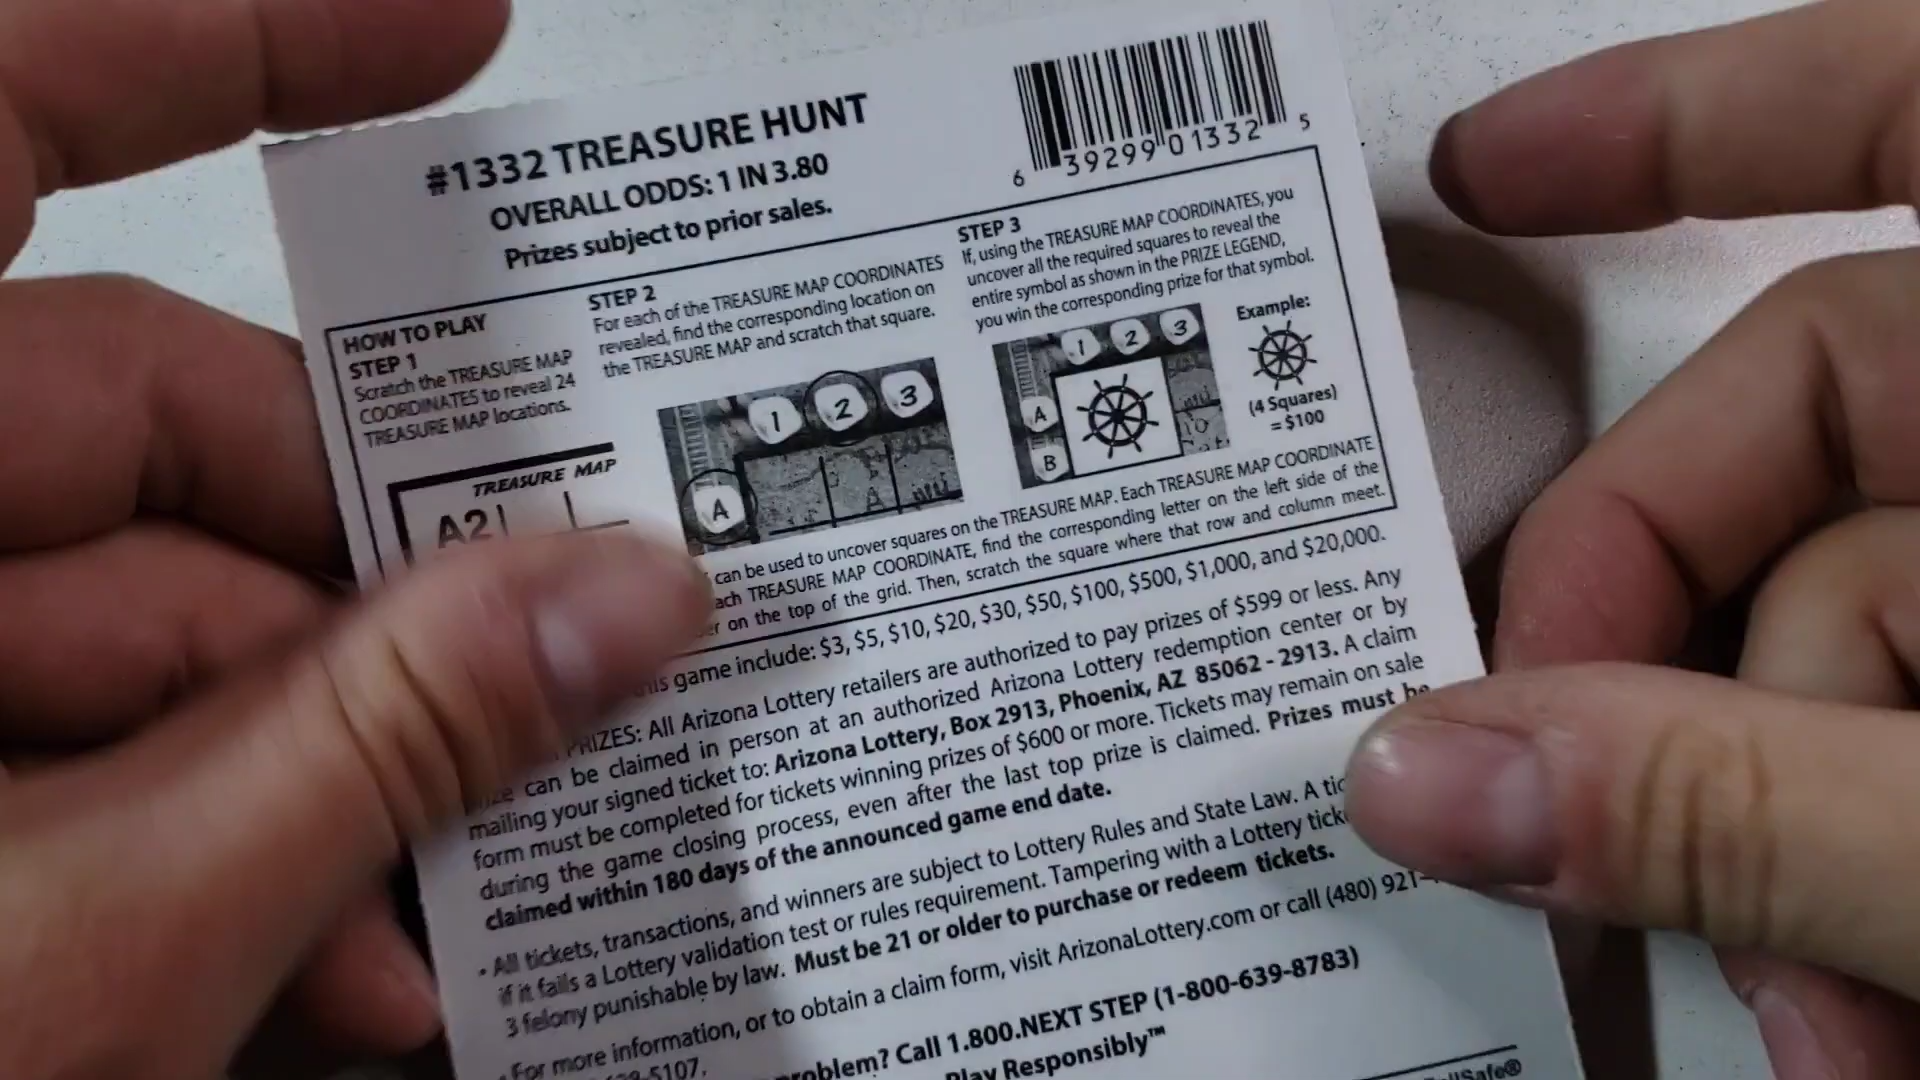 #1332 TREASURE HUNT
OVERALL ODDS: 1 IN 3.80
Prizes subject to prior sales.
6 39299 01332 5
HOW TO PLAY
STEP 1
Scratch the TREASURE MAP
COORDINATES to reveal 24
TREASURE MAP locations.
TREASURE MAP
A2
STEP 2
For each of the TREASURE MAP COORDINATES
revealed, find the corresponding location on
the TREASURE MAP and scratch that square.
1 2 3
A
STEP 3
If, using the TREASURE MAP COORDINATES, you
uncover all the required squares to reveal the
entire symbol as shown in the PRIZE LEGEND,
you win the corresponding prize for that symbol.
1 2 3
A
B
Example:
(4 Squares)
= $100
can be used to uncover squares on the TREASURE MAP. Each TREASURE MAP COORDINATE
TREASURE MAP COORDINATE, find the corresponding letter on the left side of the
on the top of the grid. Then, scratch the square where that row and column meet.
game include: $3, $5, $10, $20, $30, $50, $100, $500, $1,000, and $20,000.
PRIZES: All Arizona Lottery retailers are authorized to pay prizes of $599 or less. Any
can be claimed in person at an authorized Arizona Lottery redemption center or by
mailing your signed ticket to: Arizona Lottery, Box 2913, Phoenix, AZ 85062 - 2913. A claim
form must be completed for tickets winning prizes of $600 or more. Tickets may remain on sale
during the game closing process, even after the last top prize is claimed. Prizes must be
claimed within 180 days of the announced game end date.
• All tickets, transactions, and winners are subject to Lottery Rules and State Law. A
if it fails a Lottery validation test or rules requirement. Tampering with a Lottery
3 felony punishable by law. Must be 21 or older to purchase or redeem tickets.
• For more information, or to obtain a claim form, visit ArizonaLottery.com or call (480) 921-
5107.
problem? Call 1.800.NEXT STEP (1-800-639-8783)
Play Responsibly™